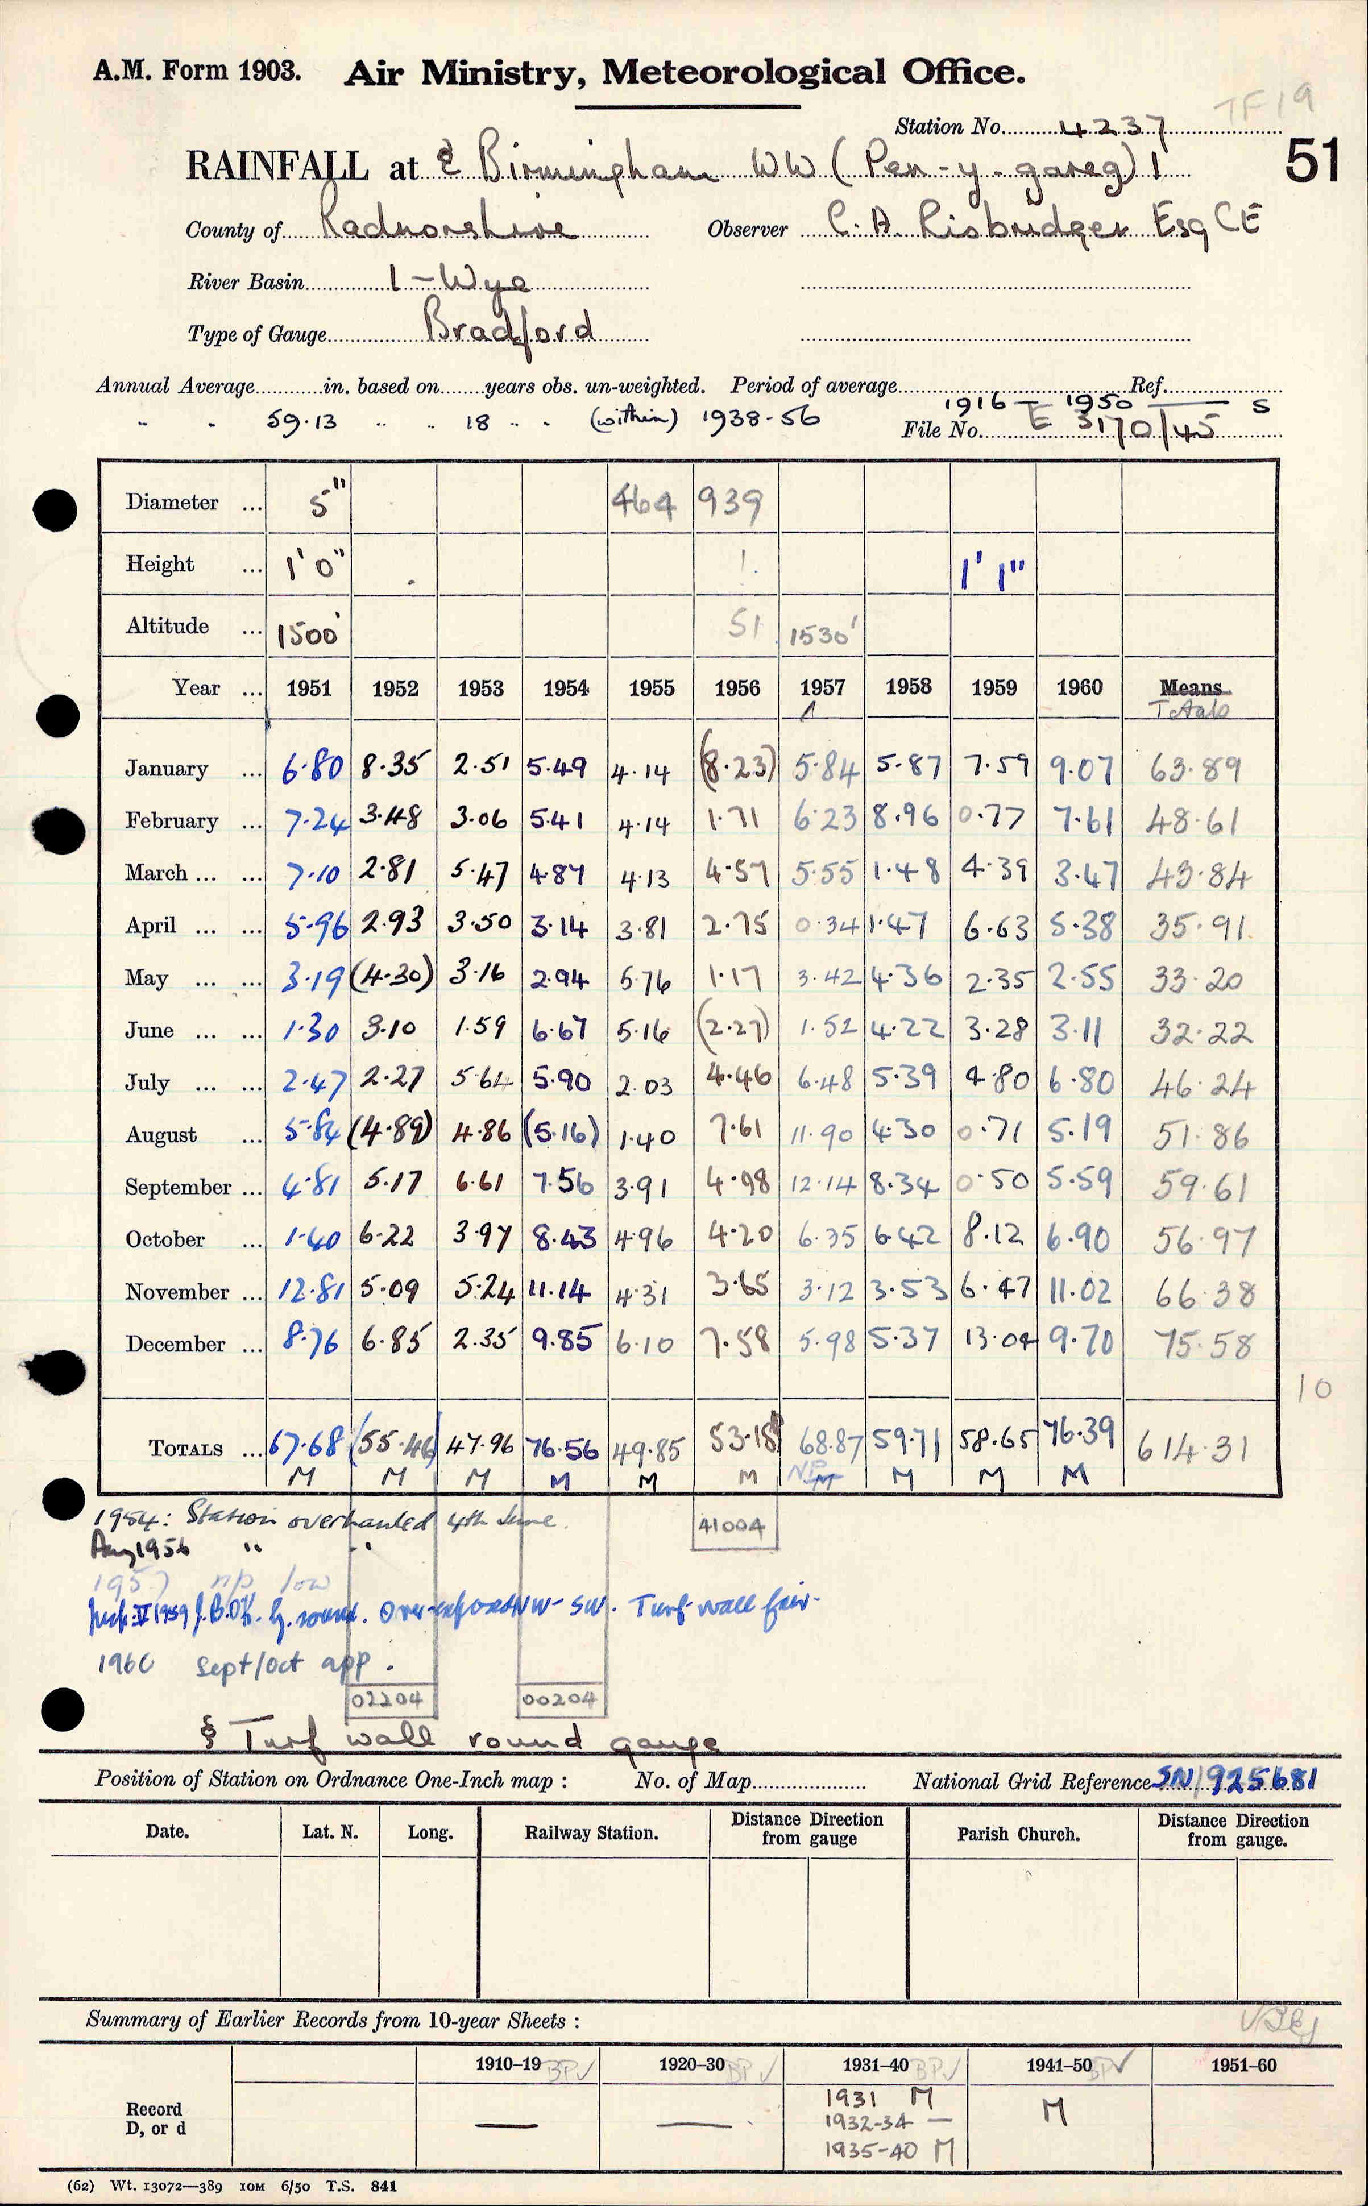 A.M. Form 1903. Air Ministry, Meteorological Office.
TF19
Station No. 4237
51
RAINFALL at § Birmingham WW (Pen-y-gareg) 1
County of Radnorshire Observer C. A. Risbridger Esq CE
River Basin 1-Wye
Type of Gauge Bradford
Annual Average in. based on years obs. un-weighted. Period of average 1916 - 1950 Ref. S
" " 59.13 " " 18 " " (within) 1938-56 File No. E 3170/45
Diameter ... 5" 464 939
Height ... 1' 0" 1' 1"
Altitude ... 1500' 51 1530'
Year ... 1951 1952 1953 1954 1955 1956 1957 1958 1959 1960 Means
Totals
January ... 6.80 8.35 2.51 5.49 4.14 (8.23) 5.84 5.87 7.59 9.07 63.89
February ... 7.24 3.48 3.06 5.41 4.14 1.71 6.23 8.96 0.77 7.61 48.61
March ... ... 7.10 2.81 5.47 4.87 4.13 4.57 5.55 1.48 4.39 3.47 43.84
April ... ... 5.96 2.93 3.50 3.14 3.81 2.75 0.34 1.47 6.63 5.38 35.91
May ... ... 3.19 (4.30) 3.16 2.94 5.76 1.17 3.42 4.36 2.35 2.55 33.20
June ... ... 1.30 3.10 1.59 6.67 5.16 (2.27) 1.52 4.22 3.28 3.11 32.22
July ... ... 2.47 2.27 5.64 5.90 2.03 4.46 6.48 5.39 4.80 6.80 46.24
August ... 5.84 (4.89) 4.86 (5.16) 1.40 7.61 11.90 4.30 0.71 5.19 51.86
September ... 4.81 5.17 6.61 7.56 3.91 4.98 12.14 8.34 0.50 5.59 59.61
October ... 1.40 6.22 3.97 8.43 4.96 4.20 6.35 6.42 8.12 6.90 56.97
November ... 12.81 5.09 5.24 11.14 4.31 3.65 3.12 3.53 6.47 11.02 66.38
December ... 8.76 6.85 2.35 9.85 6.10 7.58 5.98 5.37 13.04 9.70 75.58
10
TOTALS ... 67.68 (55.46) 47.96 76.56 49.85 53.18 68.87 59.71 58.65 76.39 614.31
M M M M M M NP M M M M
1954: Station overhauled 4th June.
41004
Aug 1956 " "
1957 n/p low
1959 Over-exposed NW-SW. Turf wall fair.
1960 Sept/Oct app.
02204 00204
§ Turf wall round gauge
Position of Station on Ordnance One-Inch map : No. of Map National Grid Reference SN/925681
Date. Lat. N. Long. Railway Station. Distance Direction from gauge Parish Church. Distance Direction from gauge.
Summary of Earlier Records from 10-year Sheets :
1910-19 BP✓ 1920-30 BP✓ 1931-40 BP✓ 1941-50 BP✓ 1951-60
Record D, or d — — 1931 M M
1932-34 —
1935-40 M
(62) Wt. 13072—389 10M 6/50 T.S. 841